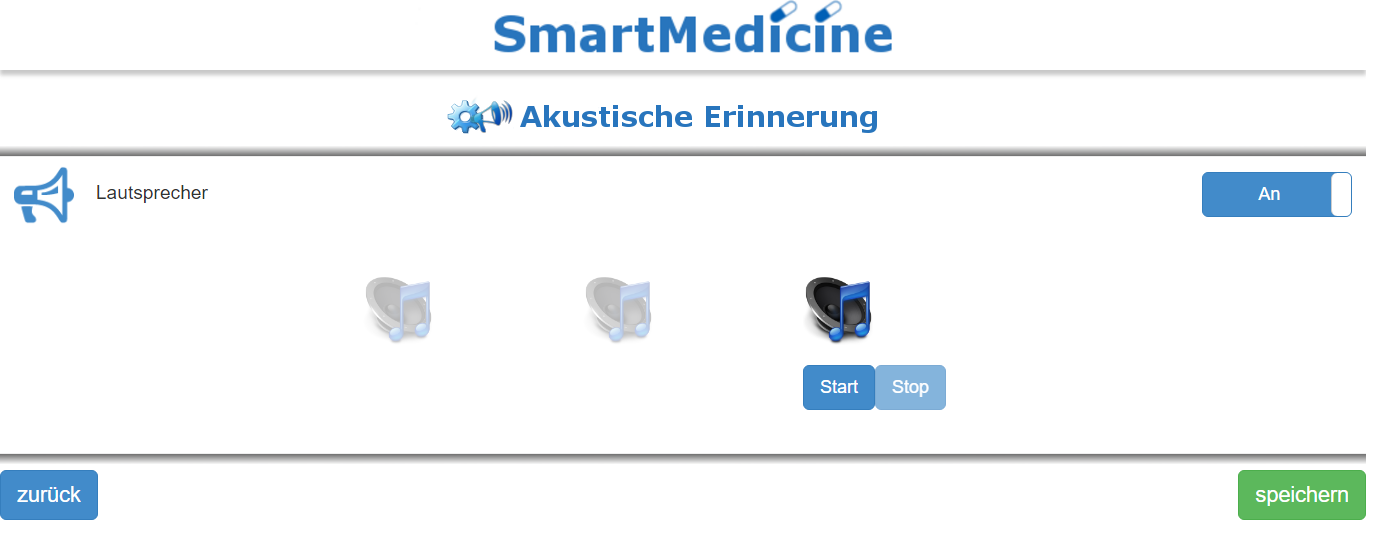 SmartMedicine
Akustische Erinnerung
Lautsprecher
An
Start Stop
zurück
speichern